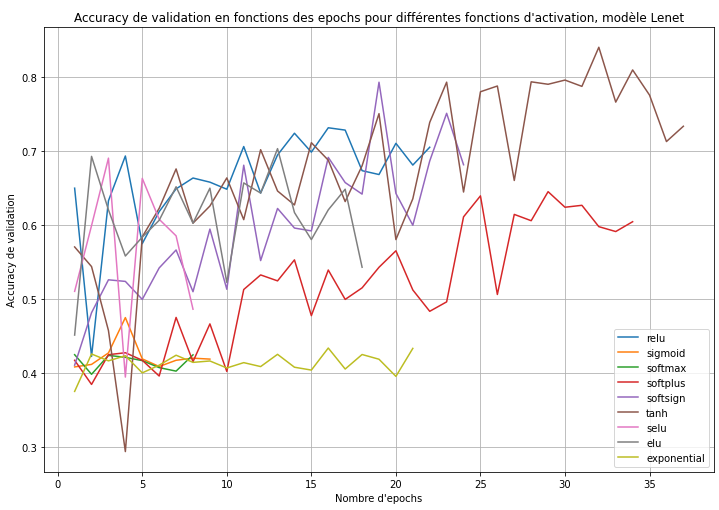 Accuracy de validation en fonctions des epochs pour différentes fonctions d'activation, modèle Lenet
Accuracy de validation
0.8
0.7
0.6
0.5
0.4
0.3
0 5 10 15 20 25 30 35
Nombre d'epochs
relu
sigmoid
softmax
softplus
softsign
tanh
selu
elu
exponential